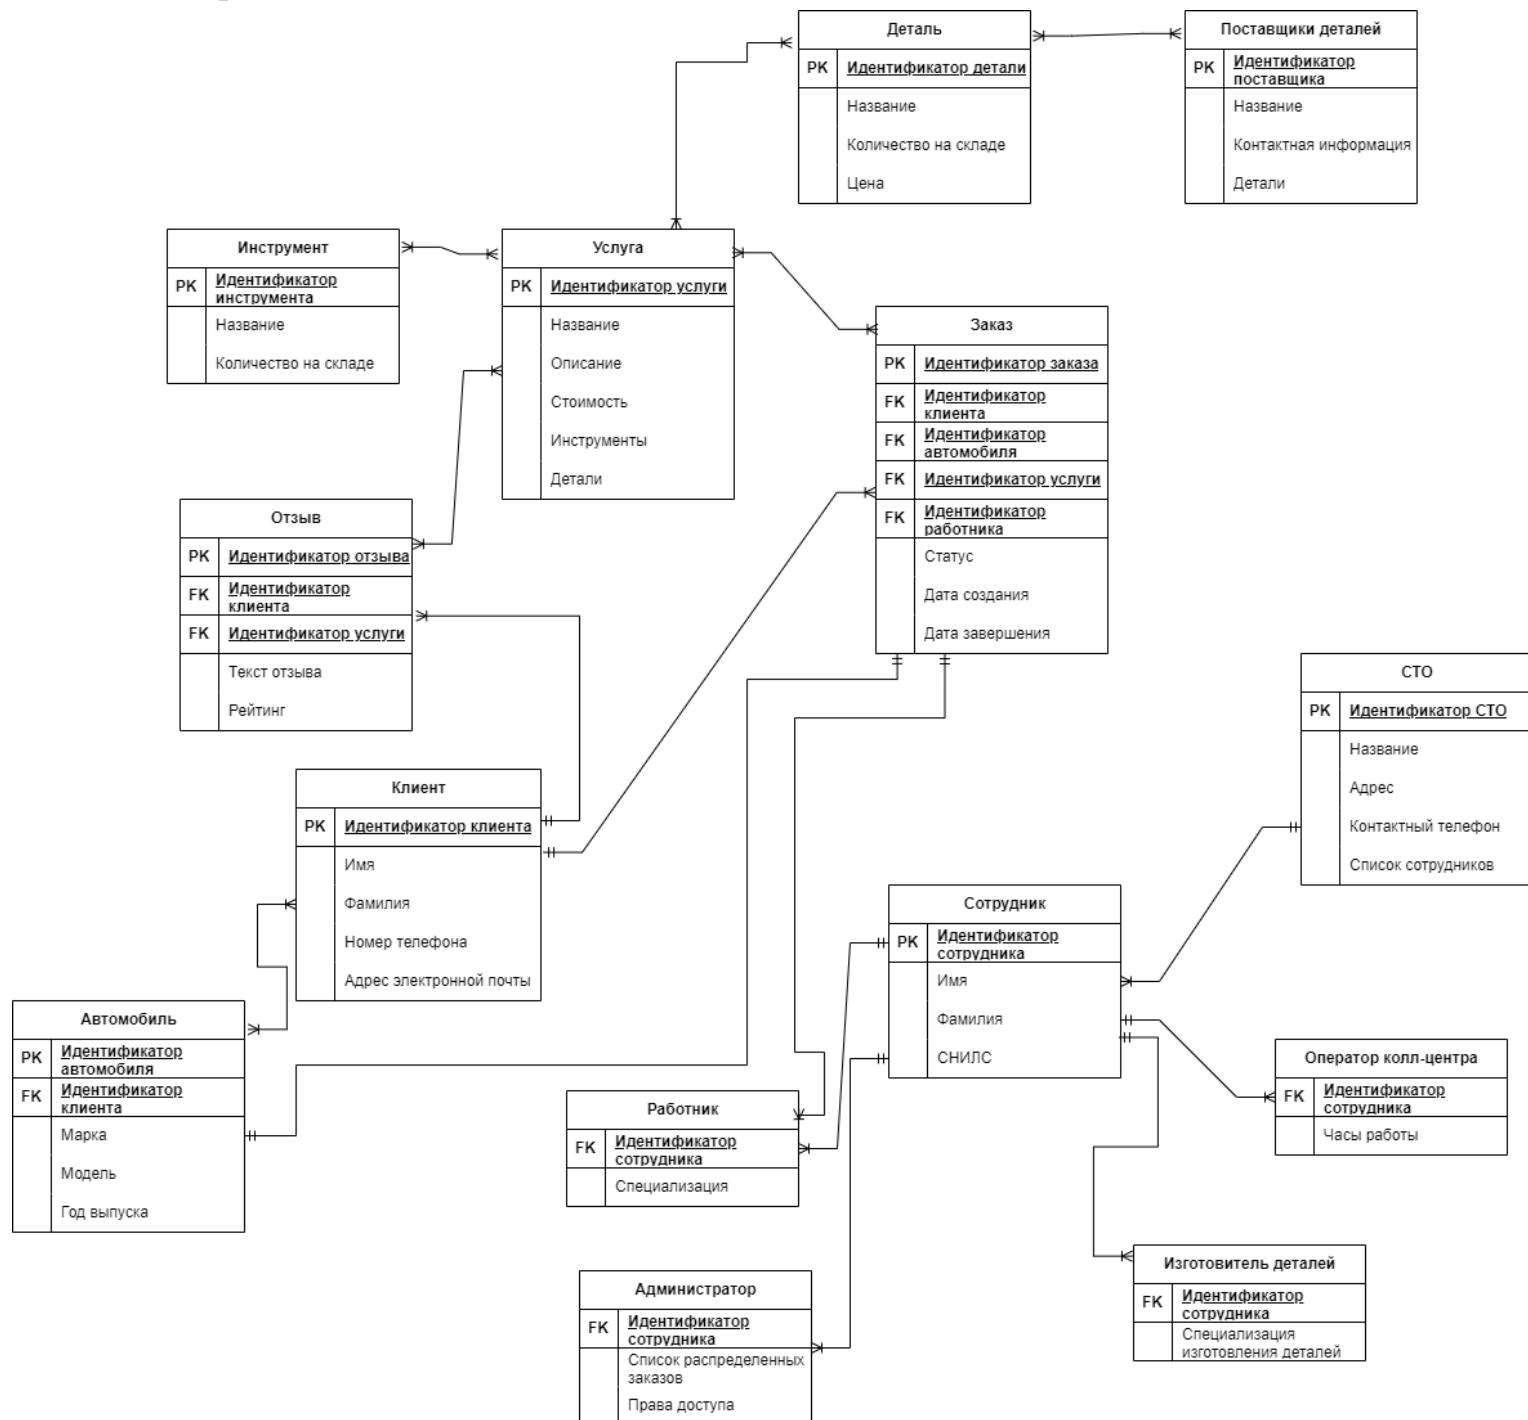 Деталь
PK
Идентификатор детали
Название
Количество на складе
Цена
Поставщики деталей
PK
Идентификатор
поставщика
Название
Контактная информация
Детали
Инструмент
PK
Идентификатор
инструмента
Название
Количество на складе
Услуга
PK
Идентификатор услуги
Название
Описание
Стоимость
Инструменты
Детали
Заказ
PK
Идентификатор заказа
FK
Идентификатор
клиента
FK
Идентификатор
автомобиля
FK
Идентификатор услуги
FK
Идентификатор
работника
Статус
Дата создания
Дата завершения
Отзыв
PK
Идентификатор отзыва
FK
Идентификатор
клиента
FK
Идентификатор услуги
Текст отзыва
Рейтинг
СТО
PK
Идентификатор СТО
Название
Адрес
Контактный телефон
Список сотрудников
Клиент
PK
Идентификатор клиента
Имя
Фамилия
Номер телефона
Адрес электронной почты
Сотрудник
PK
Идентификатор
сотрудника
Имя
Фамилия
СНИЛС
Автомобиль
PK
Идентификатор
автомобиля
FK
Идентификатор
клиента
Марка
Модель
Год выпуска
Оператор колл-центра
FK
Идентификатор
сотрудника
Часы работы
Работник
FK
Идентификатор
сотрудника
Специализация
Изготовитель деталей
FK
Идентификатор
сотрудника
Специализация
изготовления деталей
Администратор
FK
Идентификатор
сотрудника
Список распределенных
заказов
Права доступа